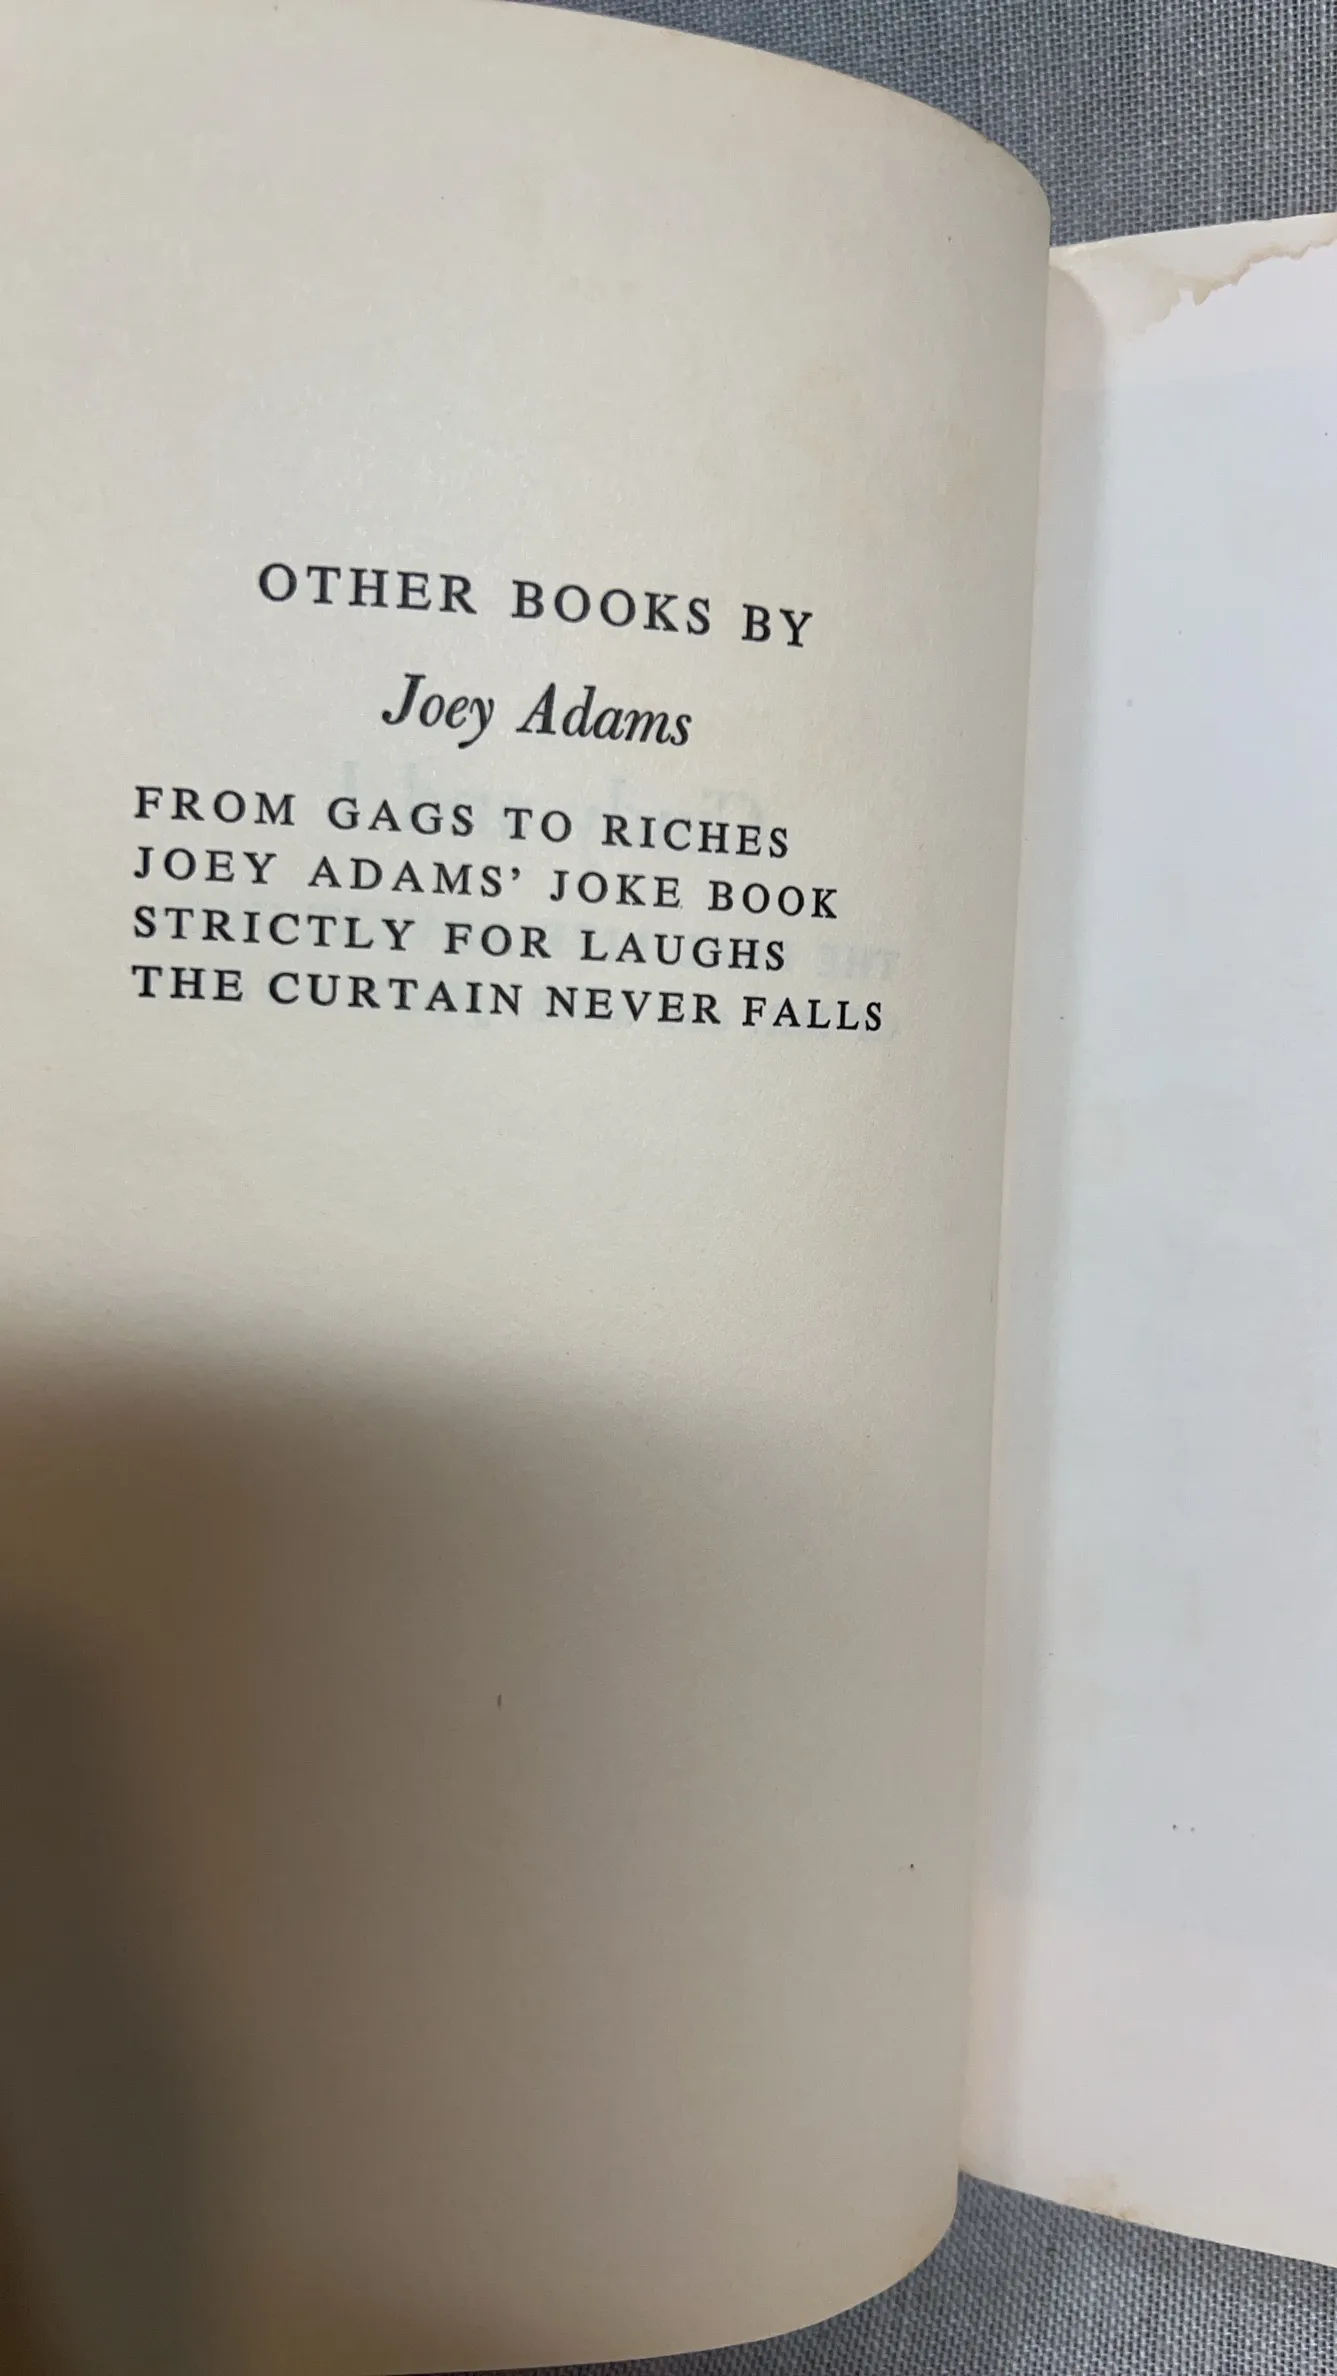 OTHER BOOKS BY
Joey Adams
FROM GAGS TO RICHES
JOEY ADAMS' JOKE BOOK
STRICTLY FOR LAUGHS
THE CURTAIN NEVER FALLS